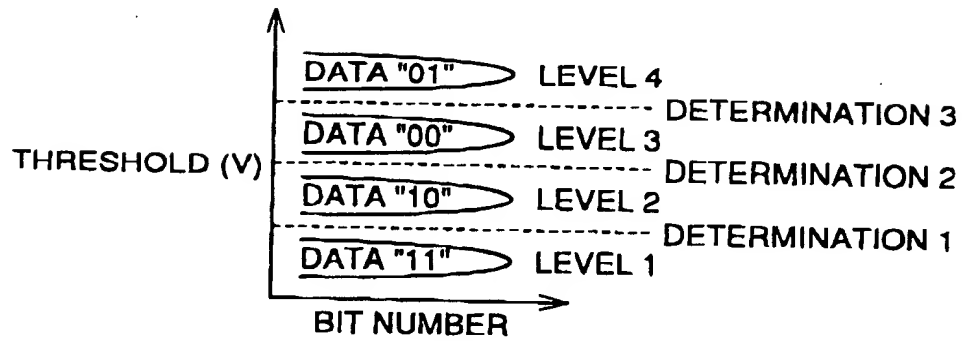 DATA "01" LEVEL 4
DETERMINATION 3
DATA "00" LEVEL 3
THRESHOLD (V)
DETERMINATION 2
DATA "10" LEVEL 2
DETERMINATION 1
DATA "11" LEVEL 1
BIT NUMBER